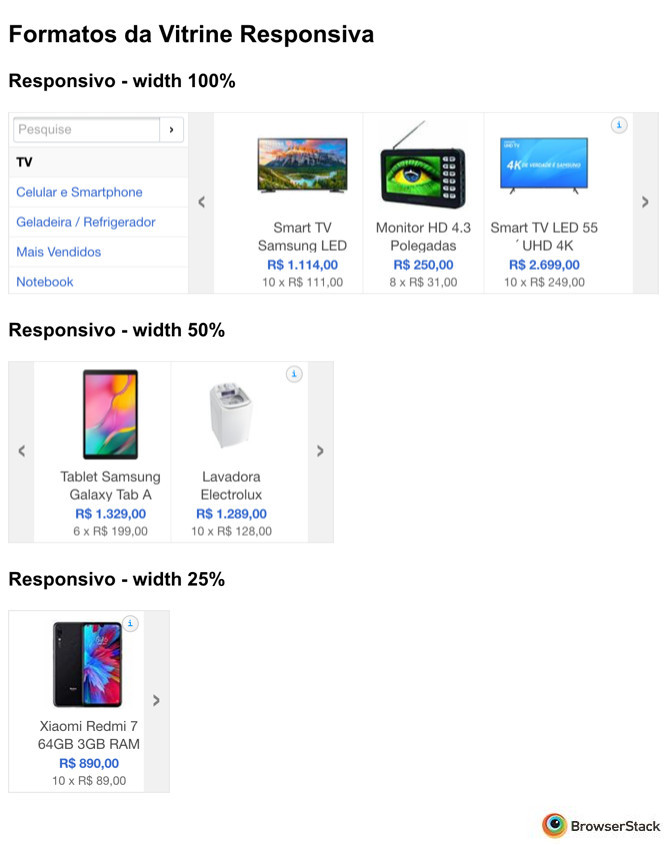 Formatos da Vitrine Responsiva
Responsivo - width 100%
Pesquise
TV
Celular e Smartphone
Geladeira / Refrigerador
Mais Vendidos
Notebook
Smart TV
Samsung LED
R$ 1.114,00
10 x R$ 111,00
Monitor HD 4.3
Polegadas
R$ 250,00
8 x R$ 31,00
4K DE VERDADE É SAMSUNG
Smart TV LED 55
´ UHD 4K
R$ 2.699,00
10 x R$ 249,00
Responsivo - width 50%
Tablet Samsung
Galaxy Tab A
R$ 1.329,00
6 x R$ 199,00
Lavadora
Electrolux
R$ 1.289,00
10 x R$ 128,00
Responsivo - width 25%
Xiaomi Redmi 7
64GB 3GB RAM
R$ 890,00
10 x R$ 89,00
BrowserStack